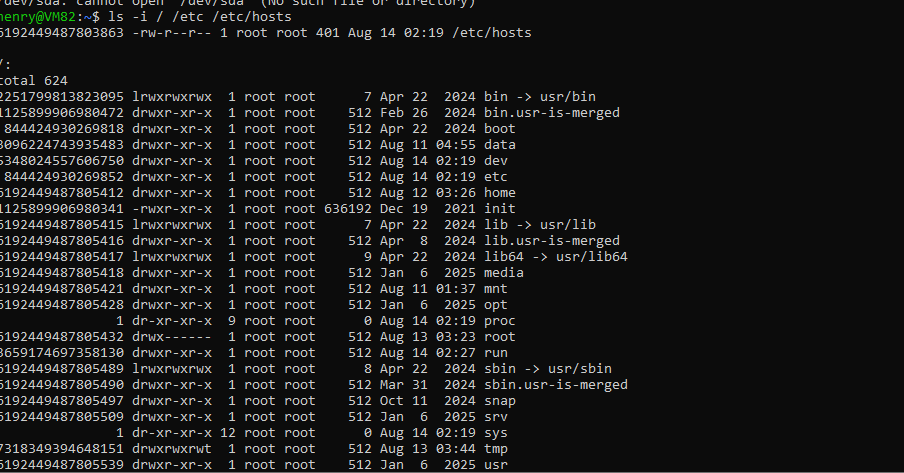 /dev/sda: cannot open '/dev/sda' (No such file or directory)
henry@VM82:~$ ls -i / /etc /etc/hosts
6192449487803863 -rw-r--r-- 1 root root 401 Aug 14 02:19 /etc/hosts
/:
total 624
2251799813823095 lrwxrwxrwx  1 root root      7 Apr 22  2024 bin -> usr/bin
1125899906980472 drwxr-xr-x  1 root root    512 Feb 26  2024 bin.usr-is-merged
 844424930269818 drwxr-xr-x  1 root root    512 Apr 22  2024 boot
3096224743935483 drwxr-xr-x  1 root root    512 Aug 11 04:55 data
5348024557606750 drwxr-xr-x  1 root root    512 Aug 14 02:19 dev
 844424930269852 drwxr-xr-x  1 root root    512 Aug 14 02:19 etc
6192449487805412 drwxr-xr-x  1 root root    512 Aug 12 03:26 home
1125899906980341 -rwxr-xr-x  1 root root 636192 Dec 19  2021 init
6192449487805415 lrwxrwxrwx  1 root root      7 Apr 22  2024 lib -> usr/lib
6192449487805416 drwxr-xr-x  1 root root    512 Apr  8  2024 lib.usr-is-merged
6192449487805417 lrwxrwxrwx  1 root root      9 Apr 22  2024 lib64 -> usr/lib64
6192449487805418 drwxr-xr-x  1 root root    512 Jan  6  2025 media
6192449487805421 drwxr-xr-x  1 root root    512 Aug 11 01:37 mnt
6192449487805428 drwxr-xr-x  1 root root    512 Jan  6  2025 opt
               1 dr-xr-xr-x  9 root root      0 Aug 14 02:19 proc
6192449487805432 drwx------  1 root root    512 Aug 13 03:23 root
3659174697358130 drwxr-xr-x  1 root root    512 Aug 14 02:27 run
6192449487805489 lrwxrwxrwx  1 root root      8 Apr 22  2024 sbin -> usr/sbin
6192449487805490 drwxr-xr-x  1 root root    512 Mar 31  2024 sbin.usr-is-merged
6192449487805497 drwxr-xr-x  1 root root    512 Oct 11  2024 snap
6192449487805509 drwxr-xr-x  1 root root    512 Jan  6  2025 srv
               1 dr-xr-xr-x 12 root root      0 Aug 14 02:19 sys
7318349394648151 drwxrwxrwt  1 root root    512 Aug 13 03:44 tmp
6192449487805539 drwxr-xr-x  1 root root    512 Jan  6  2025 usr